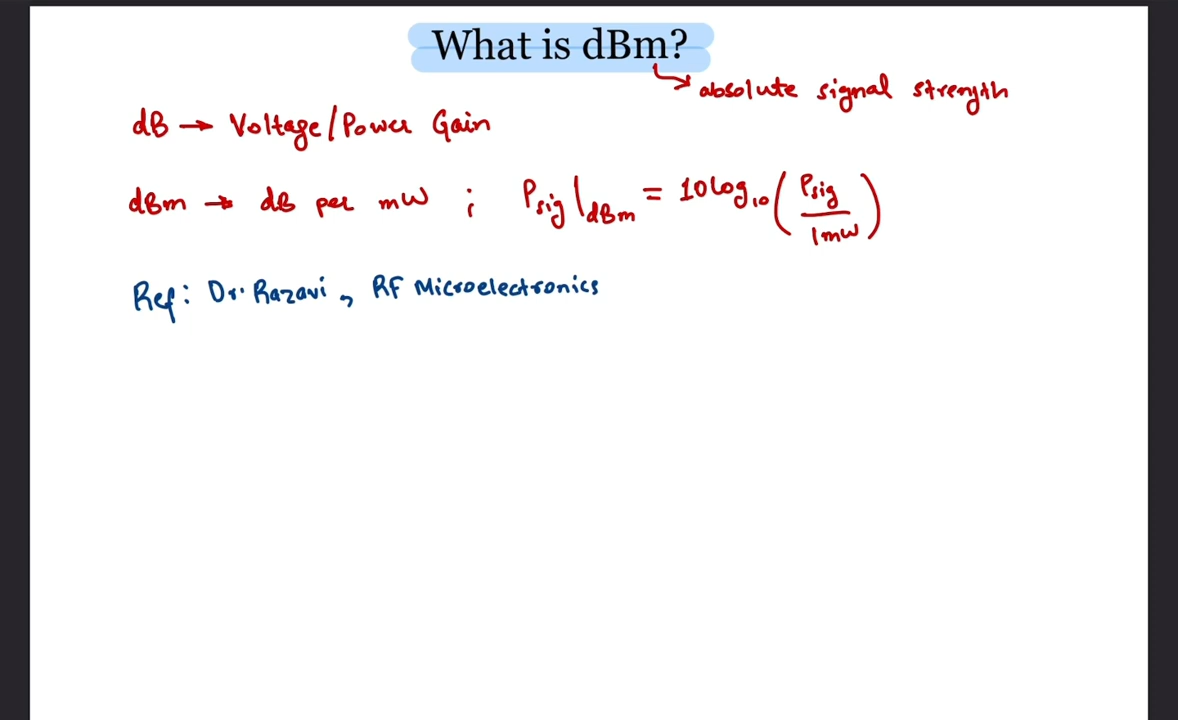 What is dBm?
absolute signal strength
dB → Voltage/Power Gain
dBm → dB per mW ; Psig|dBm = 10log₁₀(Psig/1mW)
Ref: Dr. Razavi, RF Microelectronics